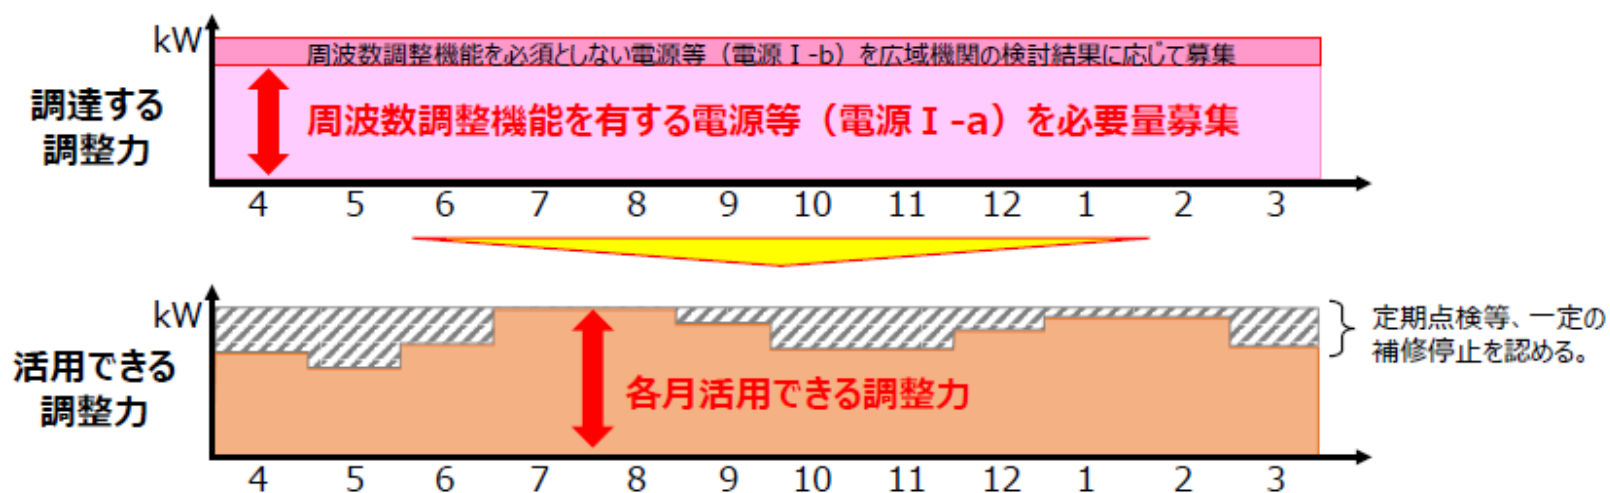 kW
周波数調整機能を必須としない電源等（電源Ⅰ-b）を広域機関の検討結果に応じて募集
調達する
調整力
周波数調整機能を有する電源等（電源Ⅰ-a）を必要量募集
4 5 6 7 8 9 10 11 12 1 2 3
kW
定期点検等、一定の
補修停止を認める。
活用できる
調整力
各月活用できる調整力
4 5 6 7 8 9 10 11 12 1 2 3